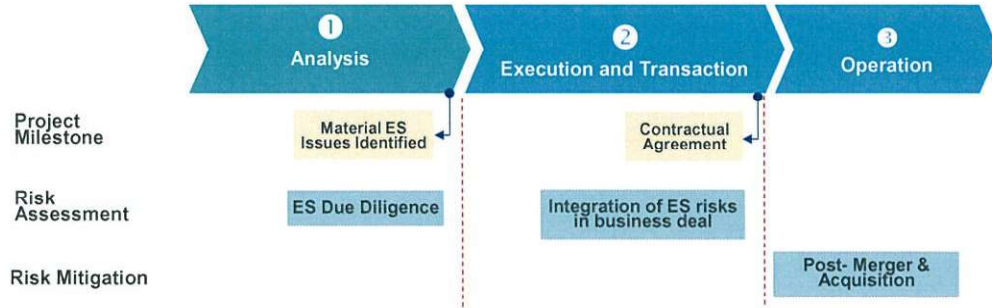 1
Analysis
2
Execution and Transaction
3
Operation
Project
Milestone
Material ES
Issues Identified
Contractual
Agreement
Risk
Assessment
ES Due Diligence
Integration of ES risks
in business deal
Risk Mitigation
Post- Merger &
Acquisition